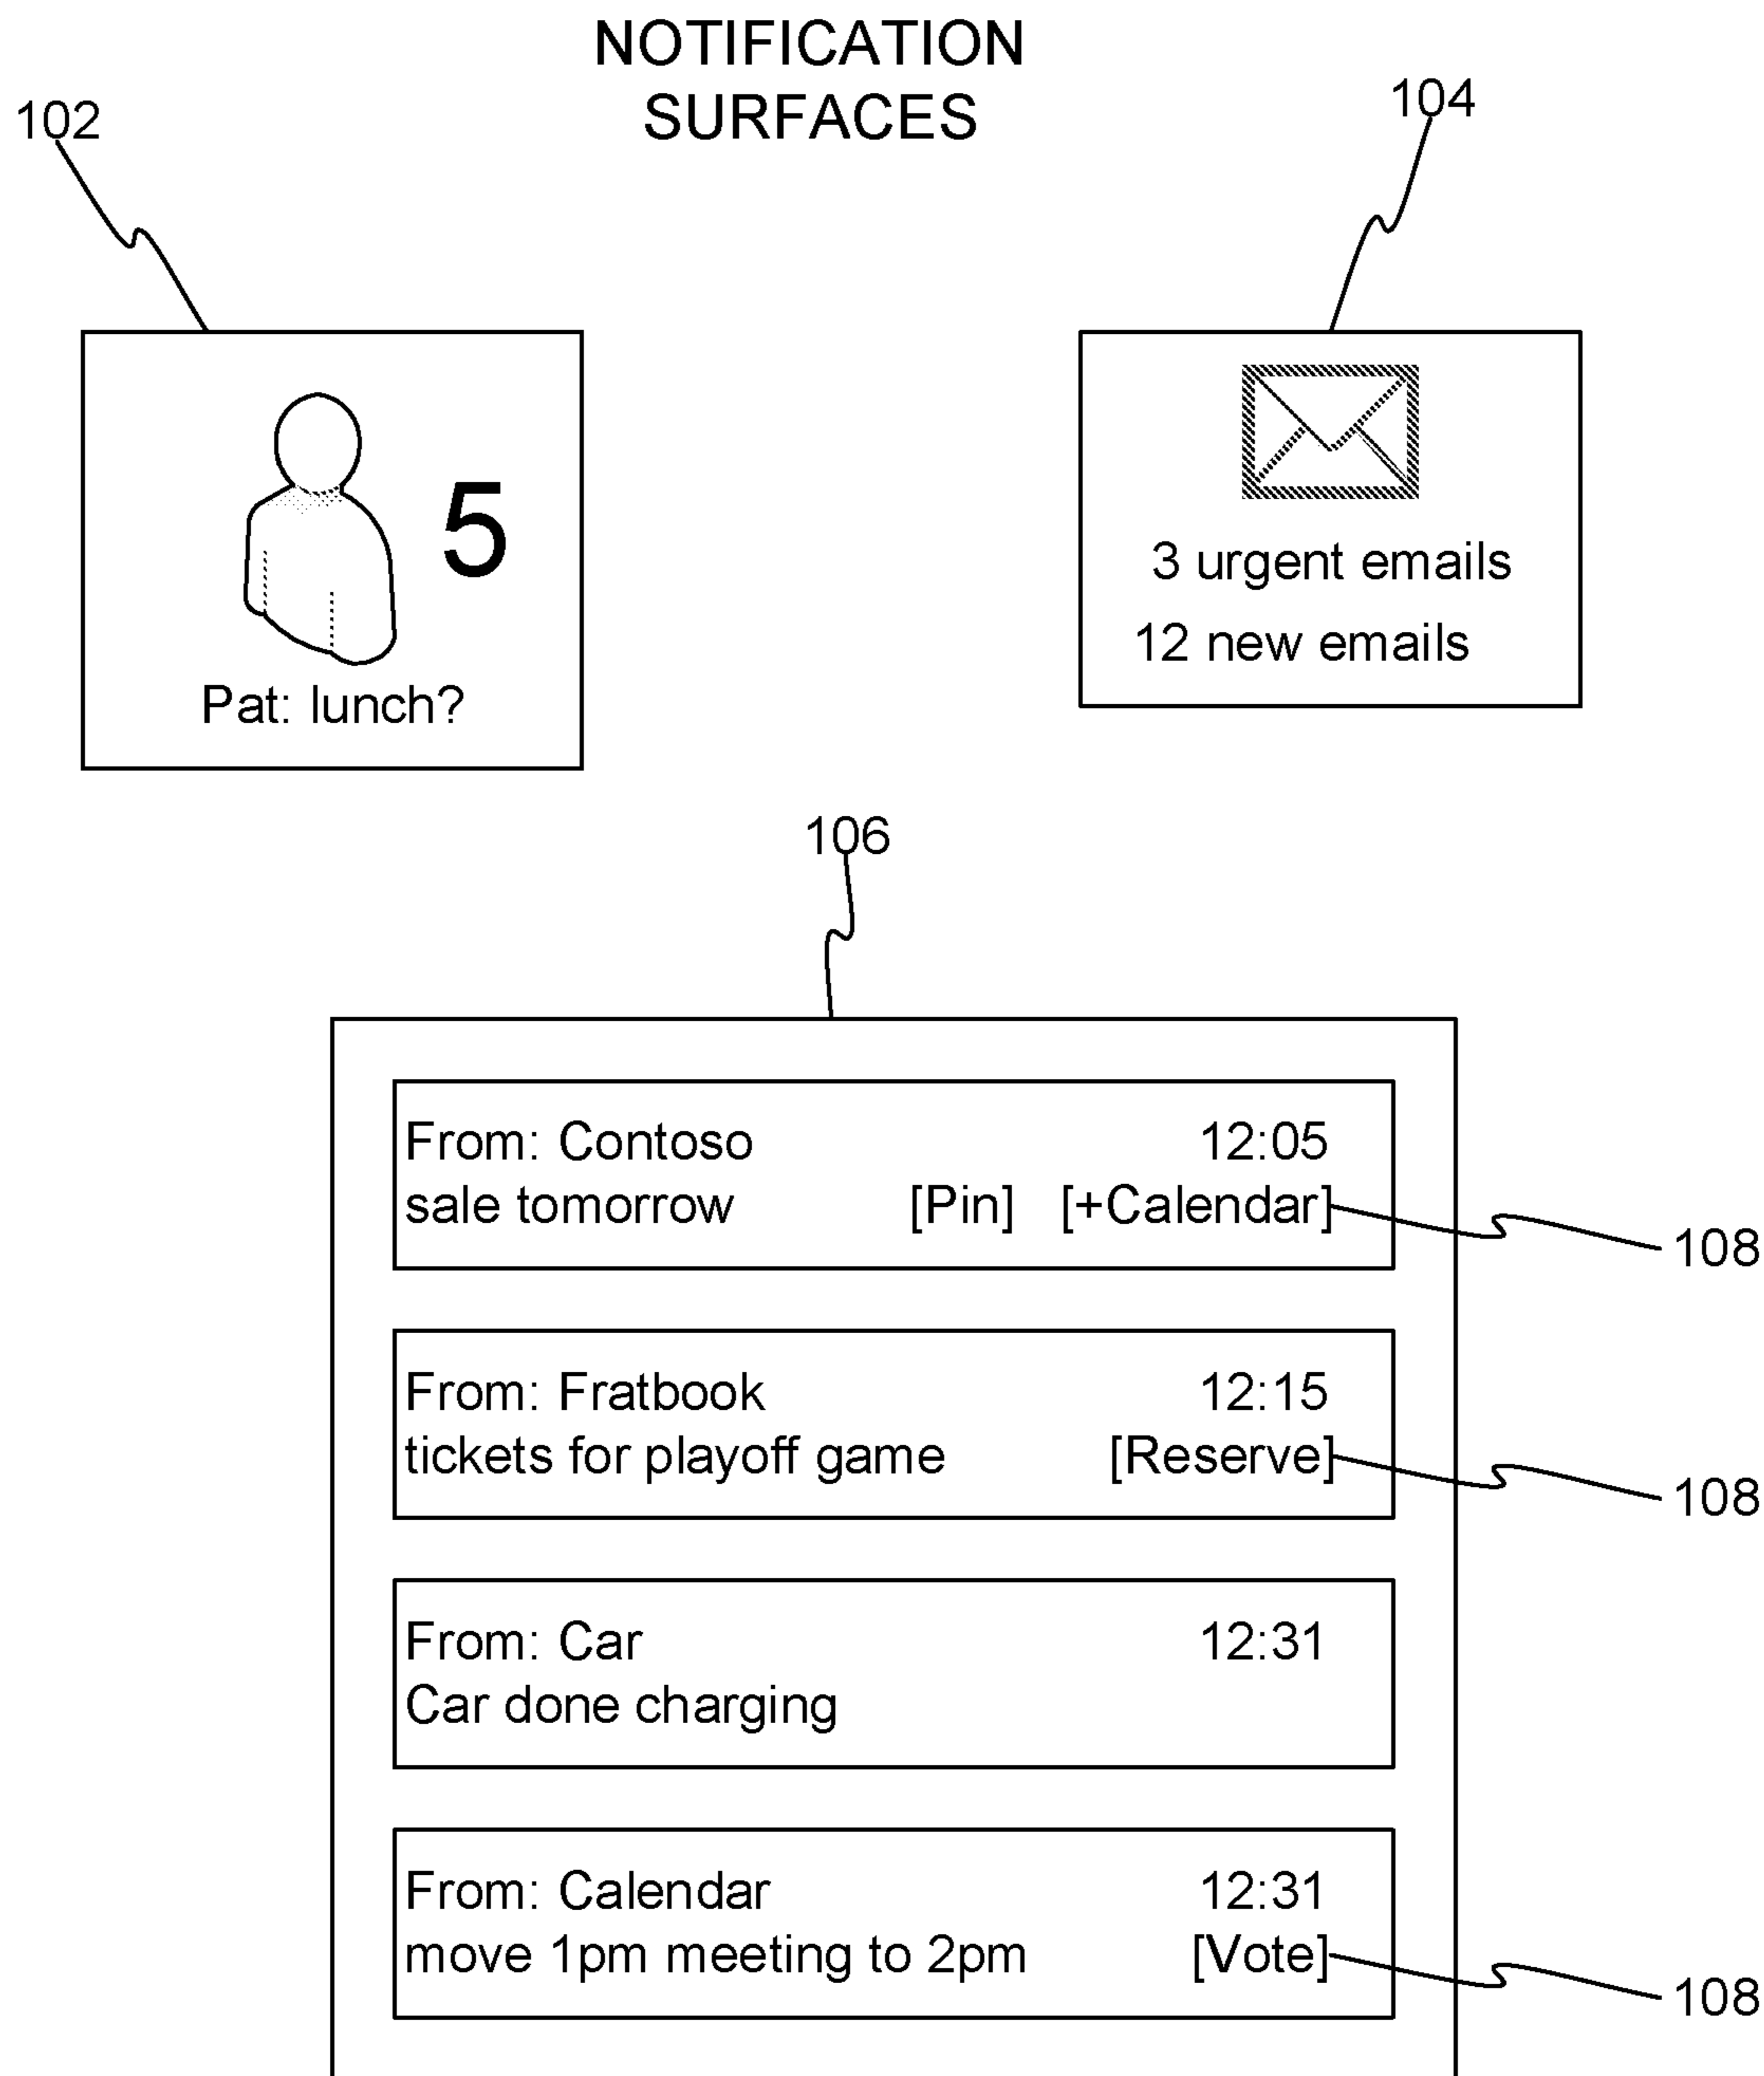 NOTIFICATION
SURFACES
102
104
5
Pat: lunch?
3 urgent emails
12 new emails
106
From: Contoso 12:05
sale tomorrow [Pin] [+Calendar]
108
From: Fratbook 12:15
tickets for playoff game [Reserve]
108
From: Car 12:31
Car done charging
From: Calendar 12:31
move 1pm meeting to 2pm [Vote]
108